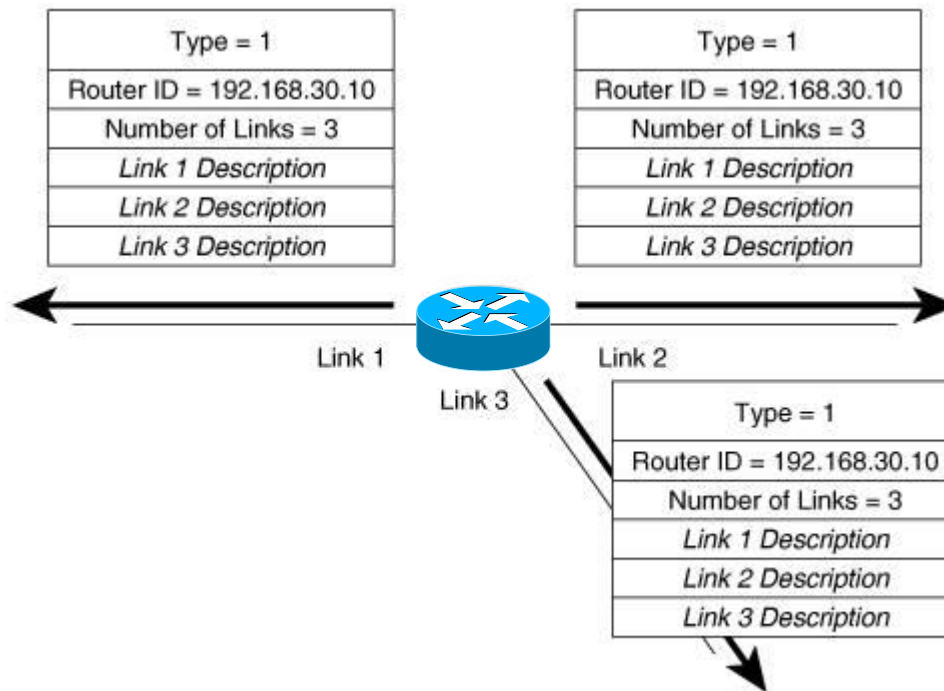 Type = 1
Router ID = 192.168.30.10
Number of Links = 3
Link 1 Description
Link 2 Description
Link 3 Description
Type = 1
Router ID = 192.168.30.10
Number of Links = 3
Link 1 Description
Link 2 Description
Link 3 Description
Link 1
Link 2
Link 3
Type = 1
Router ID = 192.168.30.10
Number of Links = 3
Link 1 Description
Link 2 Description
Link 3 Description